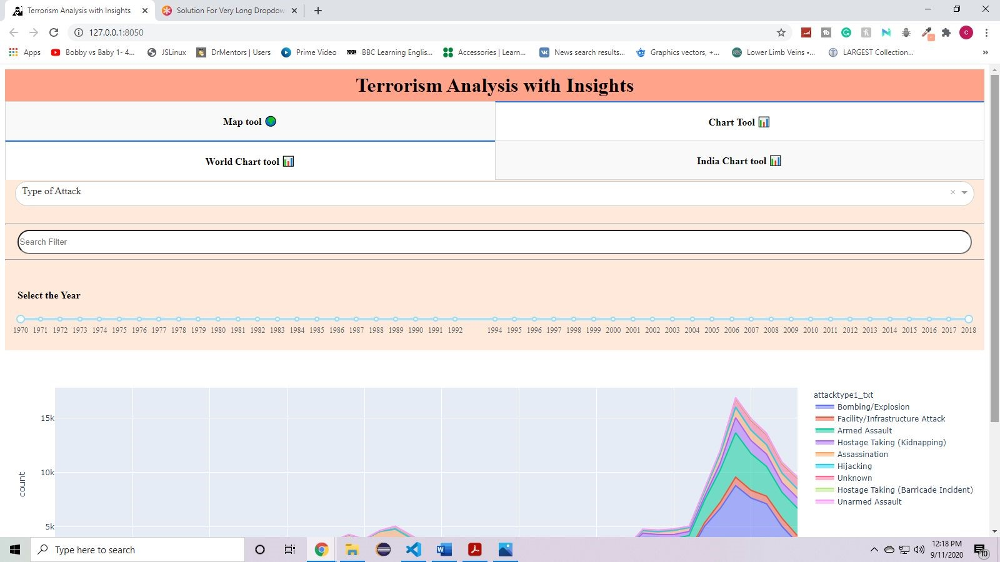 Terrorism Analysis with Insights
Solution For Very Long Dropdow
127.0.0.1:8050
Apps
Bobby vs Baby 1- 4...
JSLinux
DrMentors | Users
Prime Video
BBC BBC Learning Englis...
Accessories | Learn...
News search results...
Graphics vectors, +...
Lower Limb Veins •...
LARGEST Collection...
Terrorism Analysis with Insights
Map tool
Chart Tool
World Chart tool
India Chart tool
Type of Attack
Search Filter
Select the Year
1970 1971 1972 1973 1974 1975 1976 1977 1978 1979 1980 1981 1982 1983 1984 1985 1986 1987 1988 1989 1990 1991 1992 1994 1995 1996 1997 1998 1999 2000 2001 2002 2003 2004 2005 2006 2007 2008 2009 2010 2011 2012 2013 2014 2015 2016 2017 2018
15k
10k
5k
count
attacktype1_txt
Bombing/Explosion
Facility/Infrastructure Attack
Armed Assault
Hostage Taking (Kidnapping)
Assassination
Hijacking
Unknown
Hostage Taking (Barricade Incident)
Unarmed Assault
Type here to search
12:18 PM
9/11/2020
10